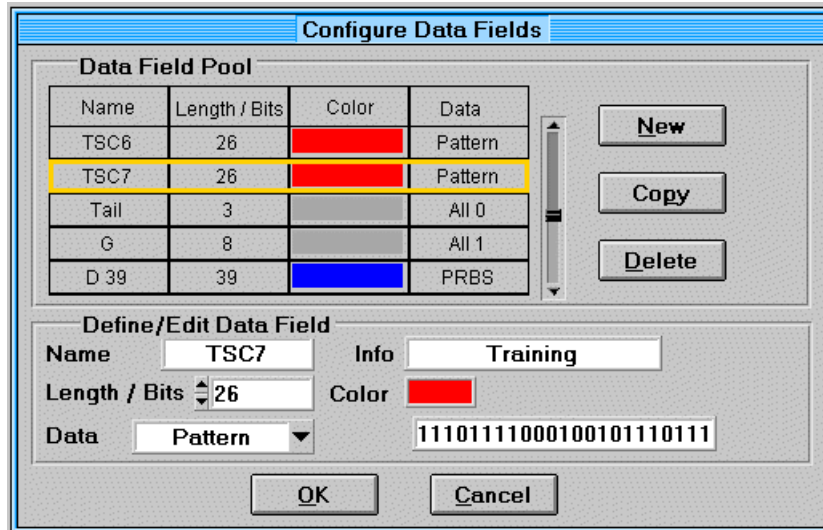 Configure Data Fields
Data Field Pool
Name Length / Bits Color Data
TSC6 26 Pattern
TSC7 26 Pattern
Tail 3 All 0
G 8 All 1
D 39 39 PRBS
New
Copy
Delete
Define/Edit Data Field
Name TSC7 Info Training
Length / Bits 26 Color
Data Pattern 11101111000100101110111
OK Cancel